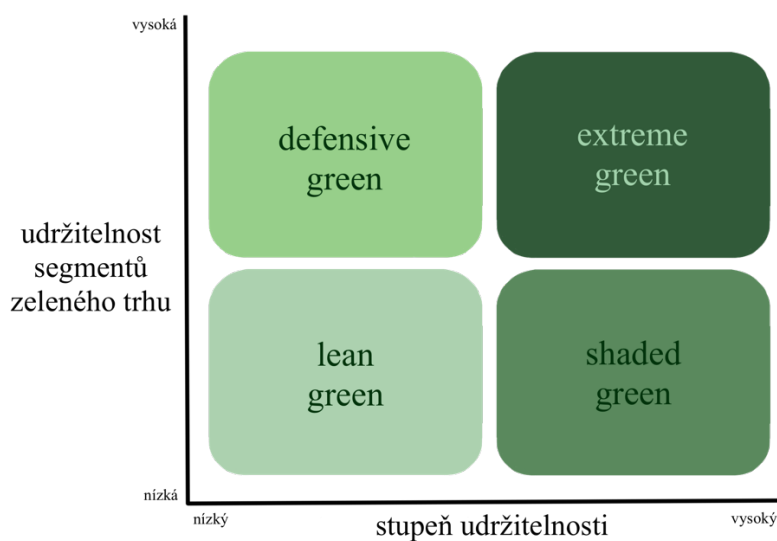 vysoká
defensive
green
extreme
green
udržitelnost
segmentů
zeleného trhu
lean
green
shaded
green
nízká
nízký
stupeň udržitelnosti
vysoký